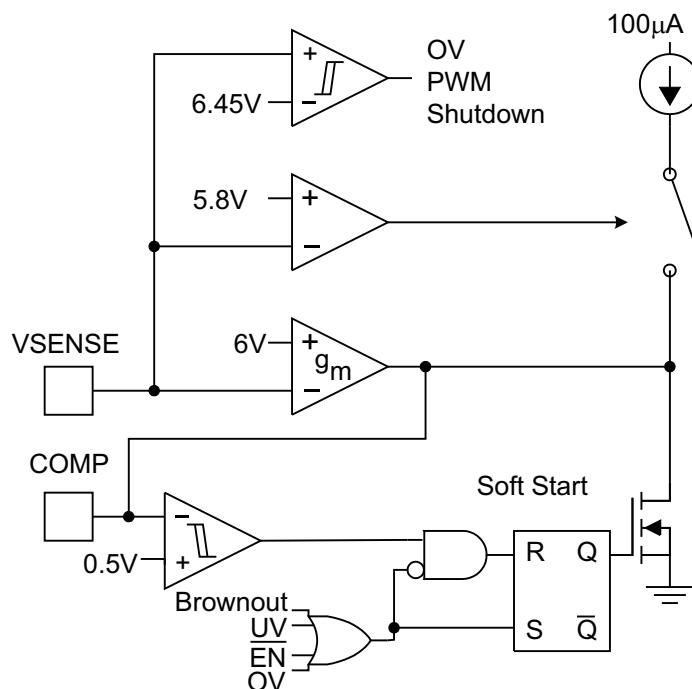 100μA
OV
PWM
Shutdown
+
−
6.45V
5.8V
+
−
VSENSE
6V
+
gm
−
COMP
Soft Start
−
+
0.5V
R Q
S Q̅
Brownout
UV
E̅N̅
OV